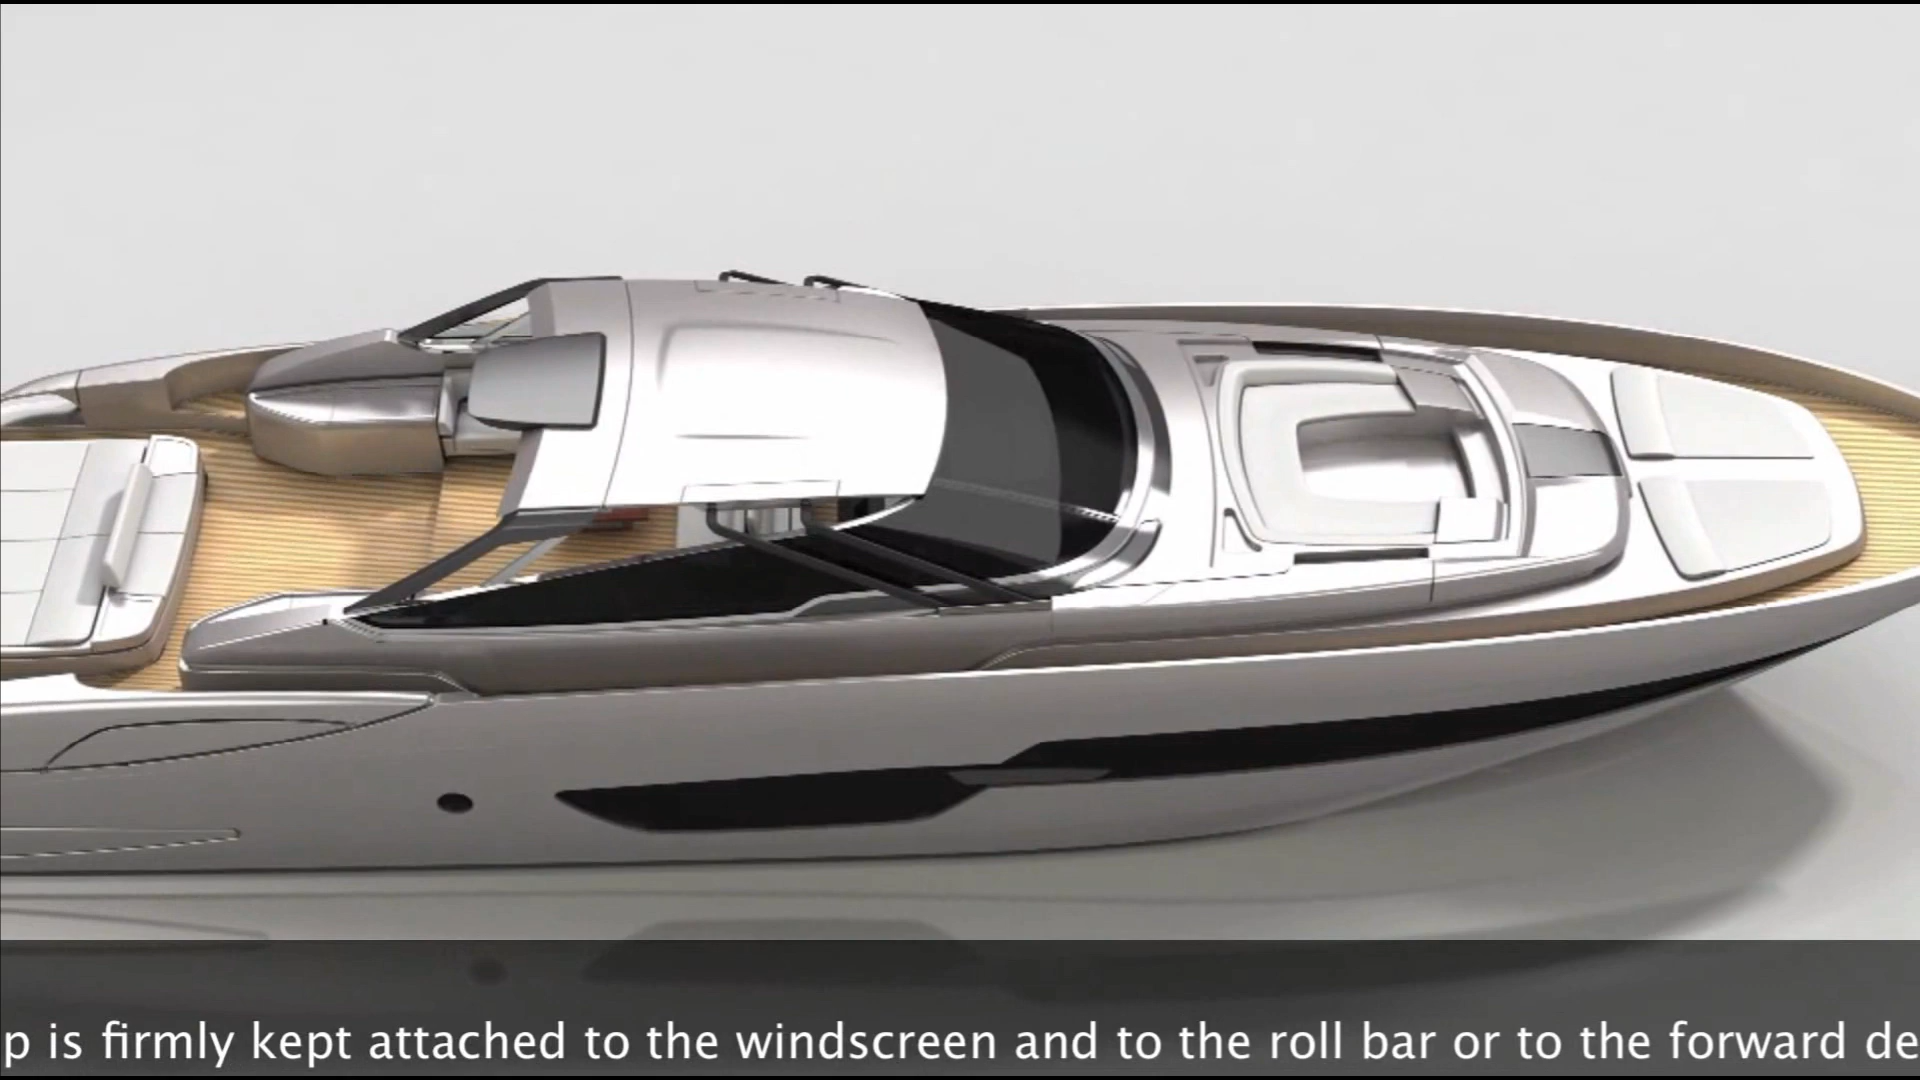 p is firmly kept attached to the windscreen and to the roll bar or to the forward de